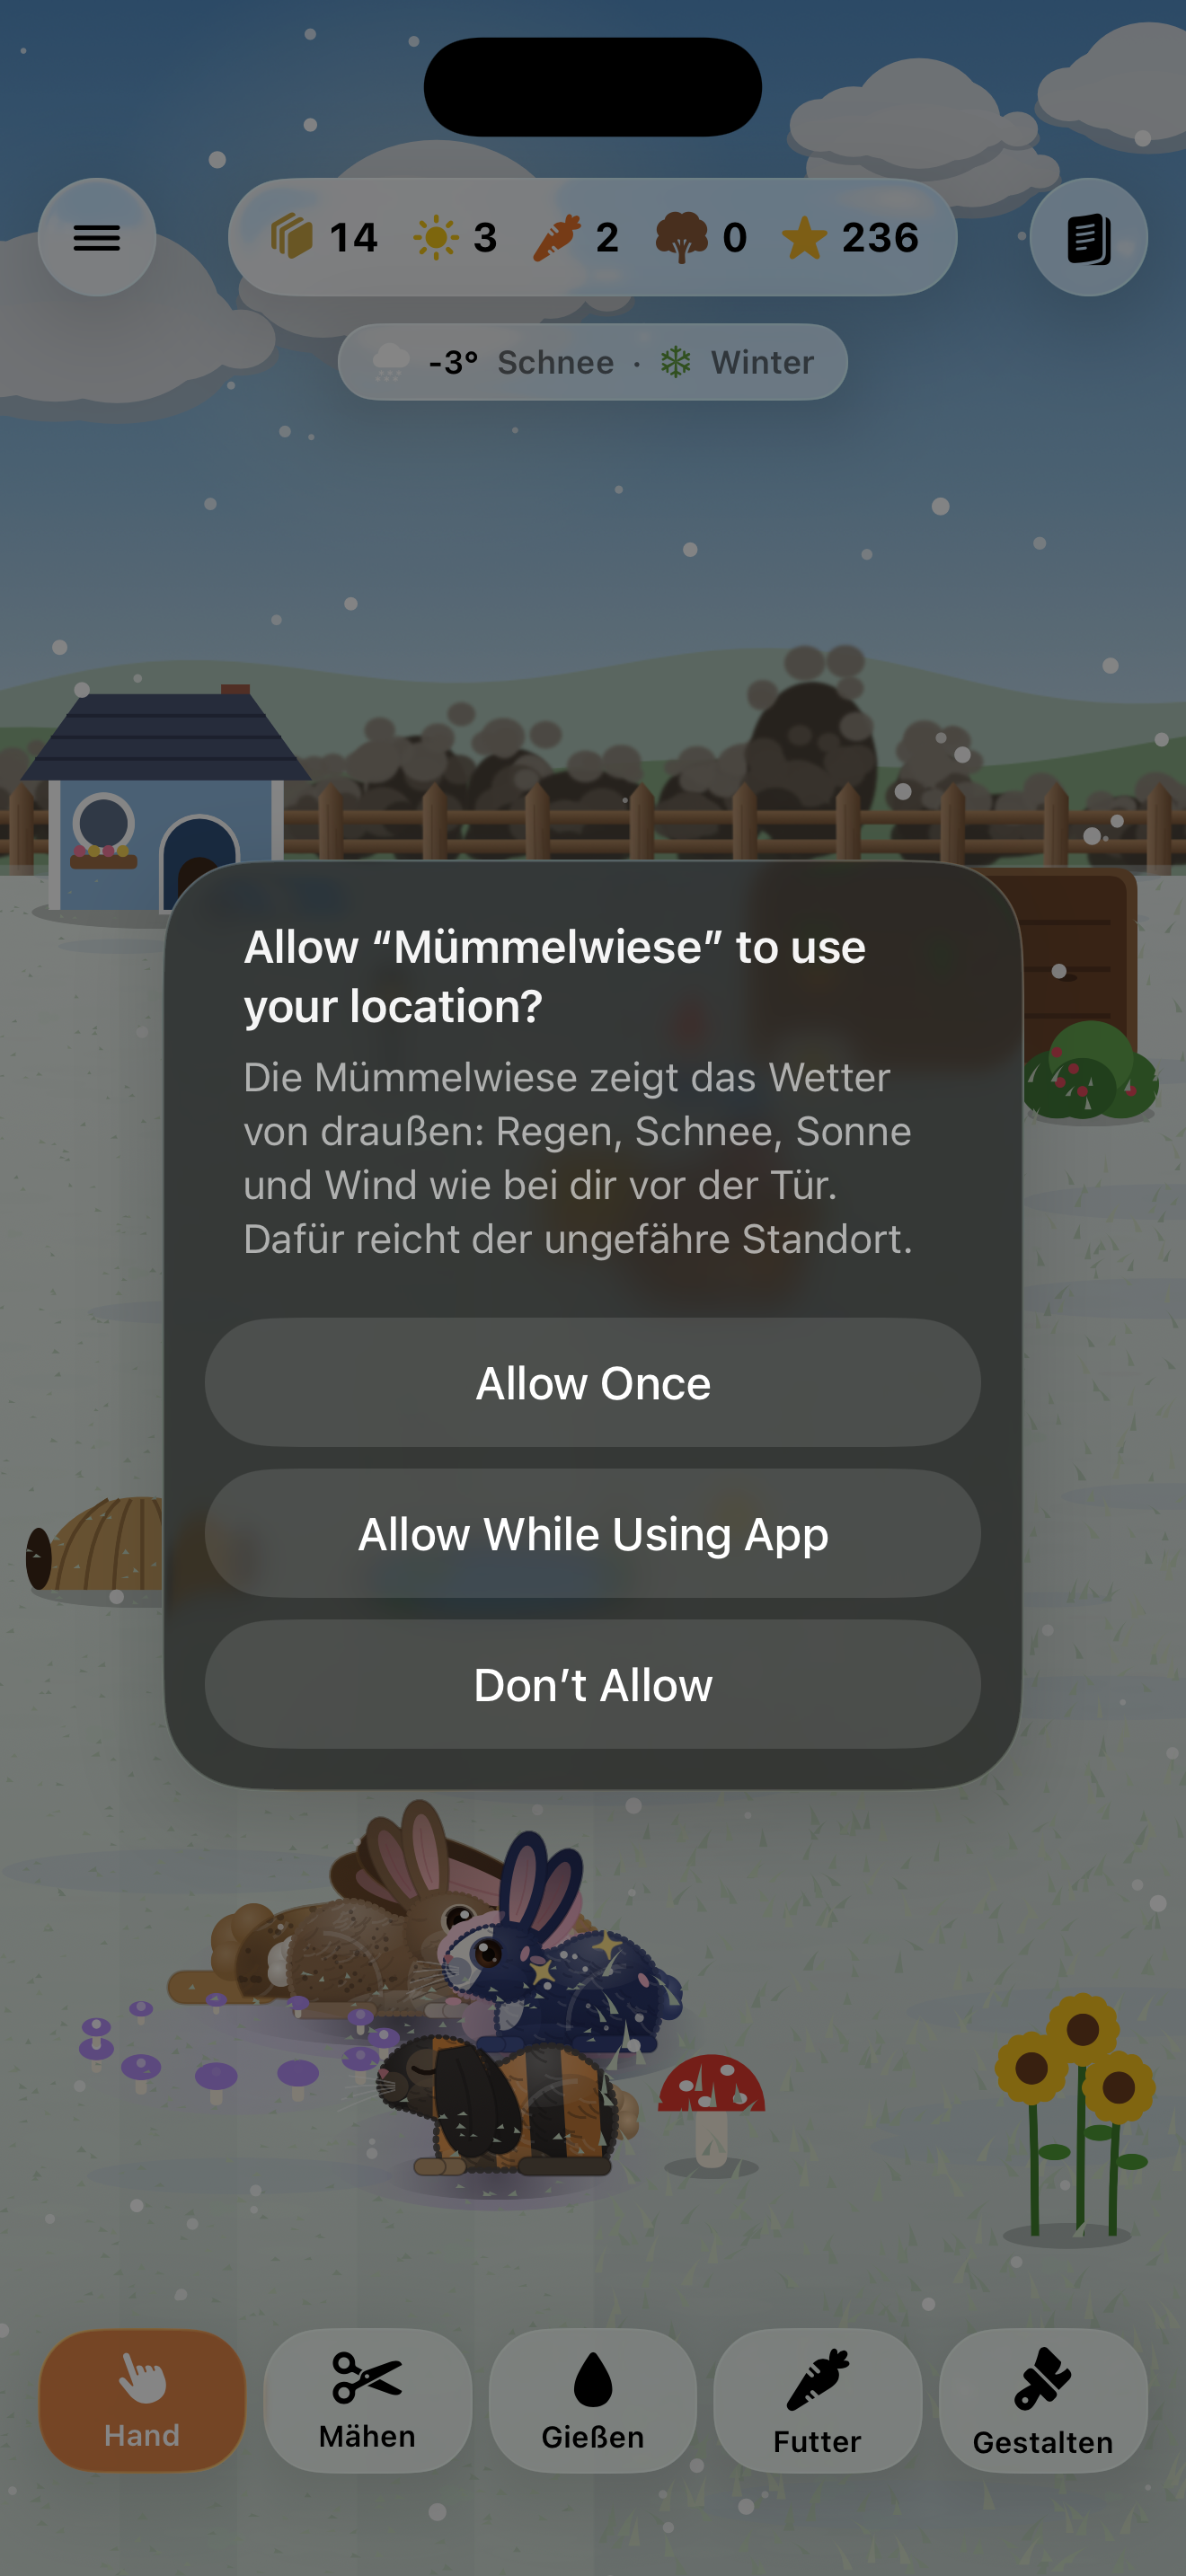 14 3 2 0 236
-3° Schnee · Winter
Allow “Mümmelwiese” to use
your location?
Die Mümmelwiese zeigt das Wetter
von draußen: Regen, Schnee, Sonne
und Wind wie bei dir vor der Tür.
Dafür reicht der ungefähre Standort.
Allow Once
Allow While Using App
Don’t Allow
Hand Mähen Gießen Futter Gestalten